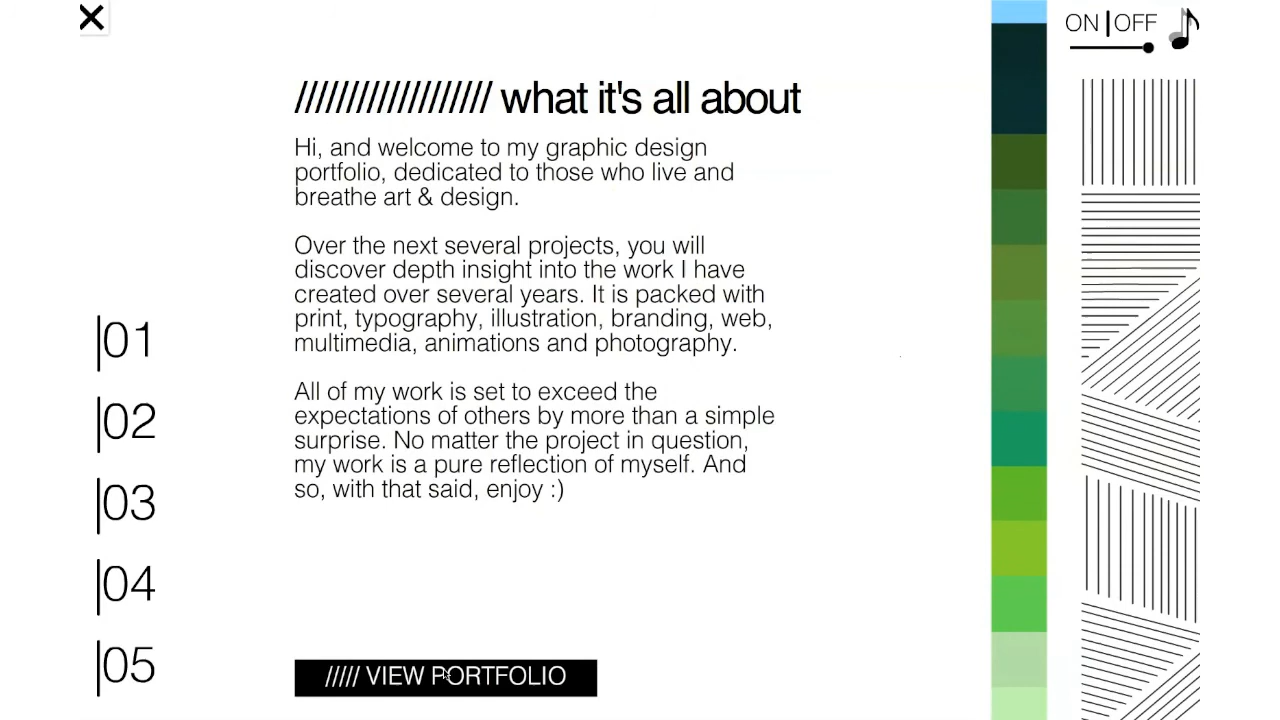 ON|OFF
////////////////// what it's all about
Hi, and welcome to my graphic design
portfolio, dedicated to those who live and
breathe art & design.
Over the next several projects, you will
discover depth insight into the work I have
created over several years. It is packed with
print, typography, illustration, branding, web,
multimedia, animations and photography.
All of my work is set to exceed the
expectations of others by more than a simple
surprise. No matter the project in question,
my work is a pure reflection of myself. And
so, with that said, enjoy :)
|01
|02
|03
|04
|05
///// VIEW PORTFOLIO